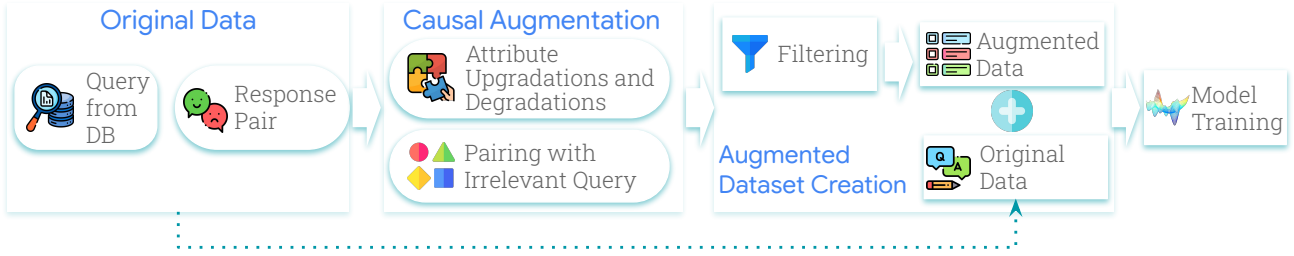 Original Data
Query
from
DB
Response
Pair
Causal Augmentation
Attribute
Upgradations and
Degradations
Pairing with
Irrelevant Query
Filtering
Augmented
Data
Augmented
Dataset Creation
Q
A
Original
Data
Model
Training